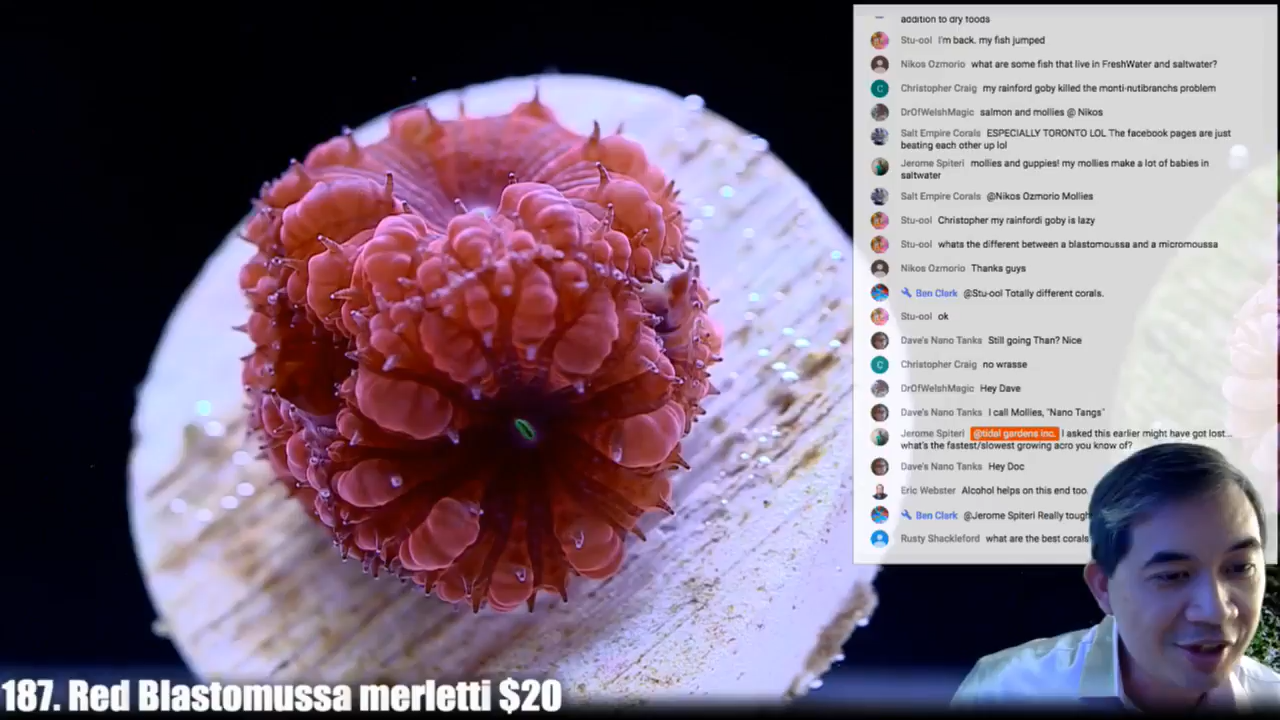 addition to dry foods
Stu-ool I'm back. my fish jumped
Nikos Ozmorio what are some fish that live in FreshWater and saltwater?
C Christopher Craig my rainford goby killed the monti-nutibranchs problem
DrOfWelshMagic salmon and mollies @ Nikos
Salt Empire Corals ESPECIALLY TORONTO LOL The facebook pages are just
beating each other up lol
Jerome Spiteri mollies and guppies! my mollies make a lot of babies in
saltwater
Salt Empire Corals @Nikos Ozmorio Mollies
Stu-ool Christopher my rainfordi goby is lazy
Stu-ool whats the different between a blastomoussa and a micromoussa
Nikos Ozmorio Thanks guys
Ben Clark @Stu-ool Totally different corals.
Stu-ool ok
Dave's Nano Tanks Still going Than? Nice
C Christopher Craig no wrasse
DrOfWelshMagic Hey Dave
Dave's Nano Tanks I call Mollies, "Nano Tangs"
Jerome Spiteri @tidal gardens inc. I asked this earlier might have got lost...
what's the fastest/slowest growing acro you know of?
Dave's Nano Tanks Hey Doc
Eric Webster Alcohol helps on this end too.
Ben Clark @Jerome Spiteri Really tough
Rusty Shackleford what are the best corals
187. Red Blastomussa merletti $20